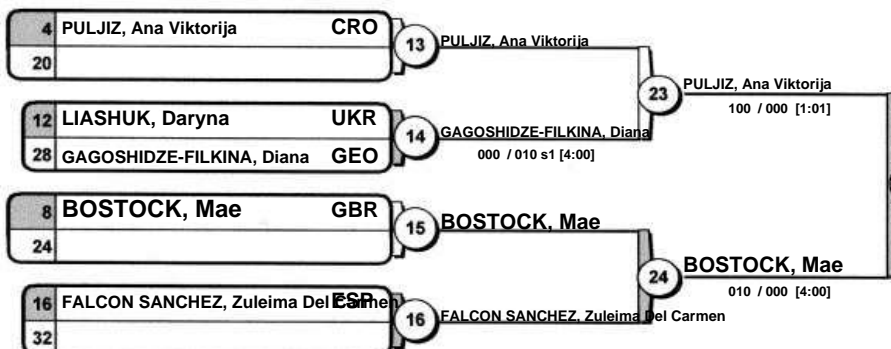 4 PULJIZ, Ana Viktorija CRO
20
13 PULJIZ, Ana Viktorija
12 LIASHUK, Daryna UKR
28 GAGOSHIDZE-FILKINA, Diana GEO
14 GAGOSHIDZE-FILKINA, Diana
000 / 010 s1 [4:00]
23 PULJIZ, Ana Viktorija
100 / 000 [1:01]
8 BOSTOCK, Mae GBR
24
15 BOSTOCK, Mae
16 FALCON SANCHEZ, Zuleima Del Carmen ESP
32
16 FALCON SANCHEZ, Zuleima Del Carmen
24 BOSTOCK, Mae
010 / 000 [4:00]